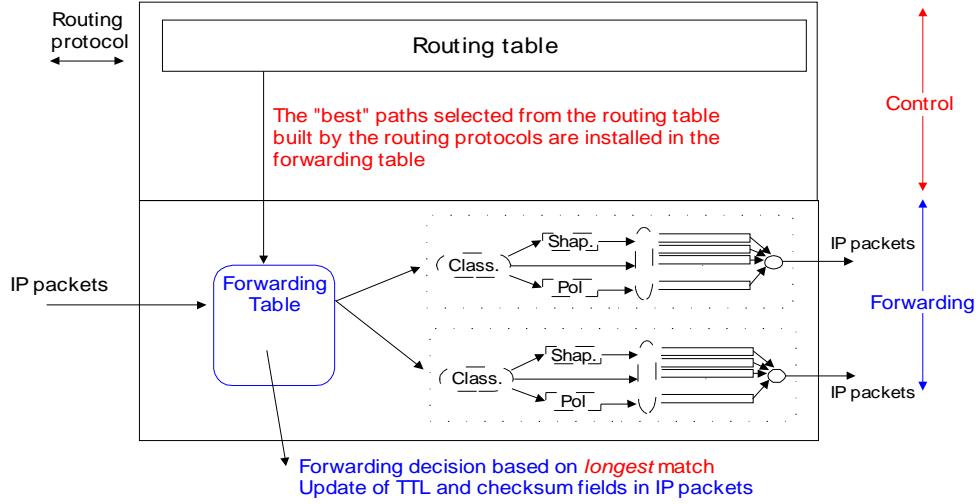 Routing
protocol
Routing table
The "best" paths selected from the routing table
built by the routing protocols are installed in the
forwarding table
Control
IP packets
Forwarding
Table
Class.
Shap.
Pol
IP packets
Forwarding
Class.
Shap.
Pol
IP packets
Forwarding decision based on longest match
Update of TTL and checksum fields in IP packets